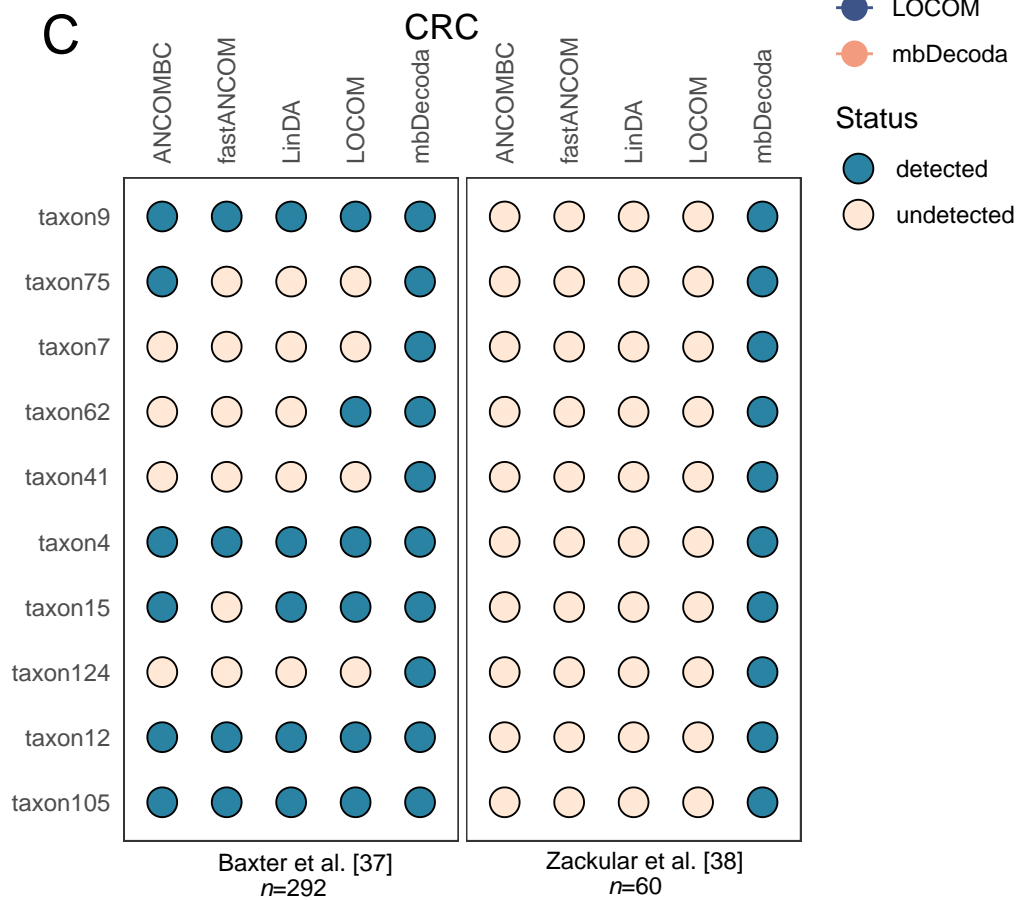 C
CRC
ANCOMBC
fastANCOM
LinDA
LOCOM
mbDecoda
ANCOMBC
fastANCOM
LinDA
LOCOM
mbDecoda
LOCOM
mbDecoda
Status
detected
undetected
taxon9
taxon75
taxon7
taxon62
taxon41
taxon4
taxon15
taxon124
taxon12
taxon105
Baxter et al. [37]
n=292
Zackular et al. [38]
n=60